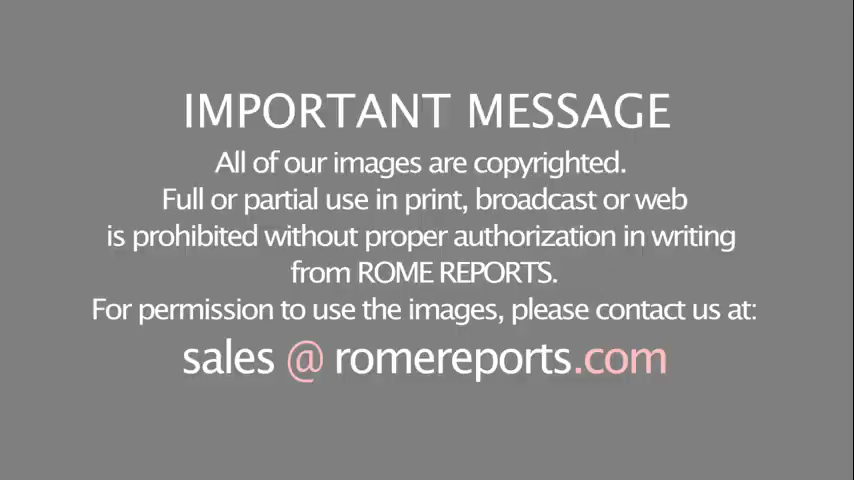 IMPORTANT MESSAGE
All of our images are copyrighted.
Full or partial use in print, broadcast or web
is prohibited without proper authorization in writing
from ROME REPORTS.
For permission to use the images, please contact us at:
sales @ romereports.com